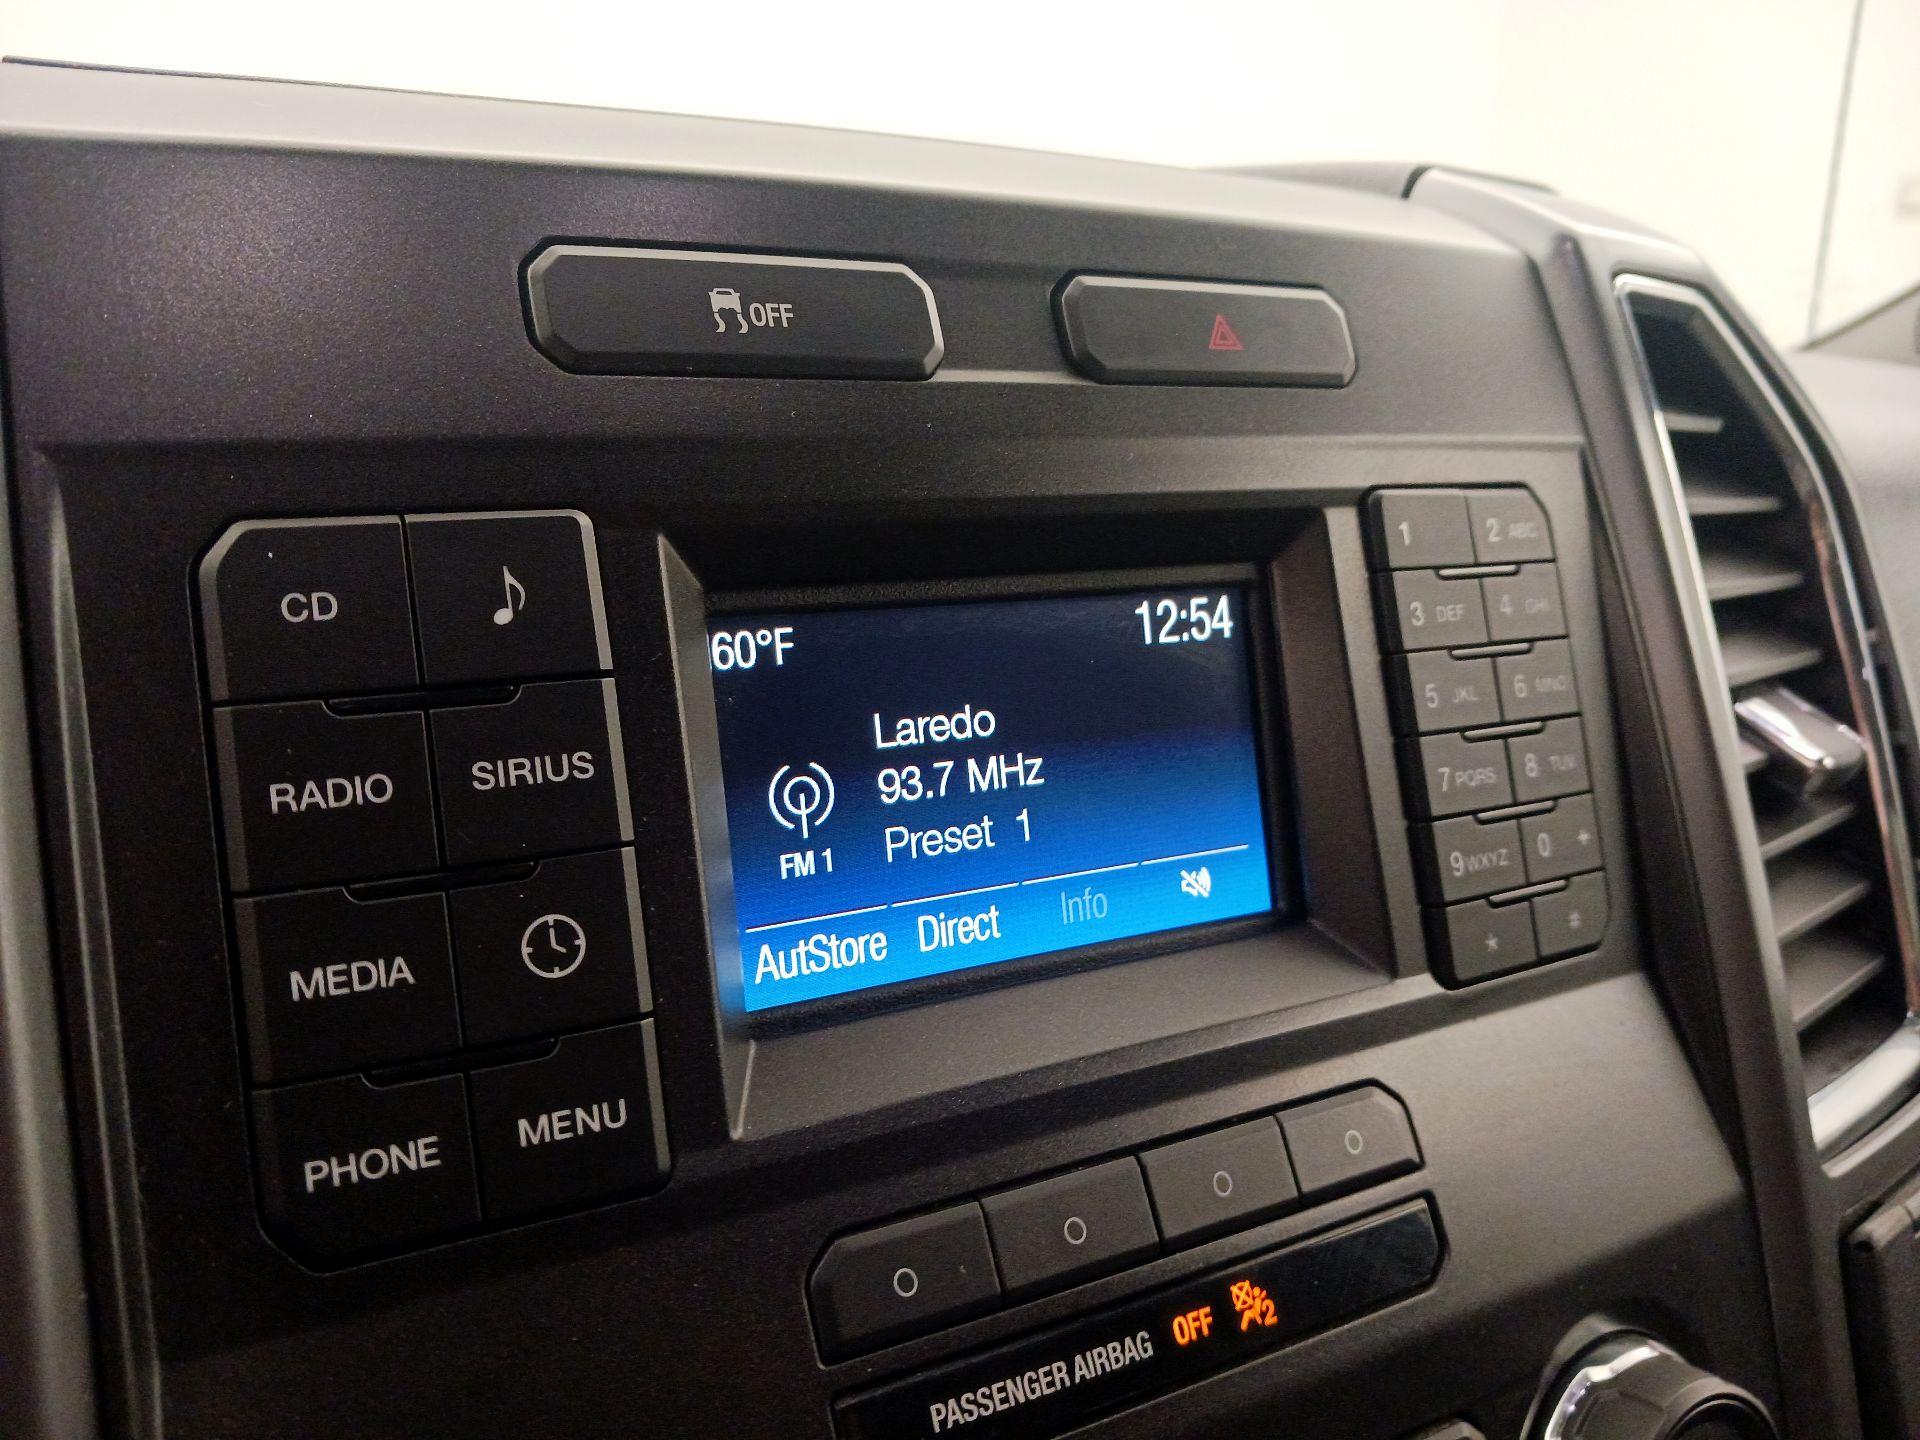 OFF
CD
RADIO
SIRIUS
MEDIA
PHONE
MENU
60°F
12:54
Laredo
93.7 MHz
Preset 1
FM 1
AutStore Direct Info
1 2 ABC
3 DEF 4 GHI
5 JKL 6 MNO
7 PQRS 8 TUV
9 WXYZ 0 +
* #
PASSENGER AIRBAG OFF 2